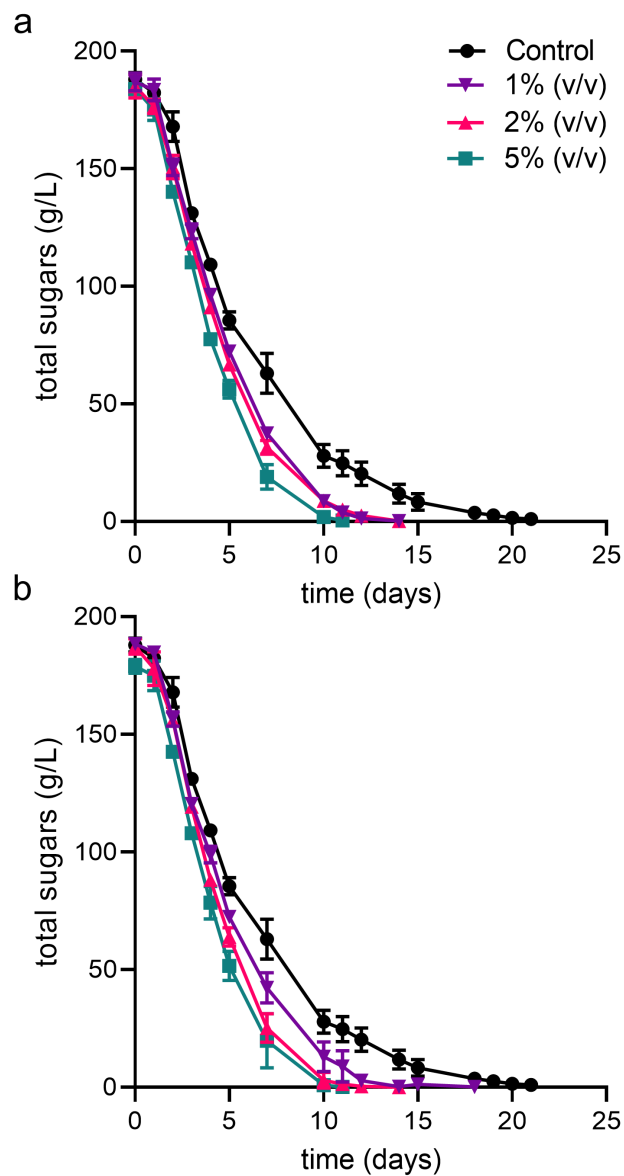 a
Control
1% (v/v)
2% (v/v)
5% (v/v)
total sugars (g/L)
200
150
100
50
0
0 5 10 15 20 25
time (days)
b
total sugars (g/L)
200
150
100
50
0
0 5 10 15 20 25
time (days)